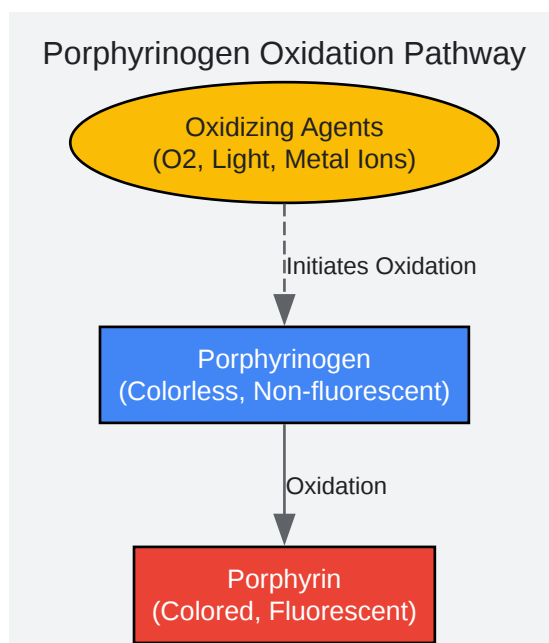 Porphyrinogen Oxidation Pathway
Oxidizing Agents
(O2, Light, Metal Ions)
Initiates Oxidation
Porphyrinogen
(Colorless, Non-fluorescent)
Oxidation
Porphyrin
(Colored, Fluorescent)